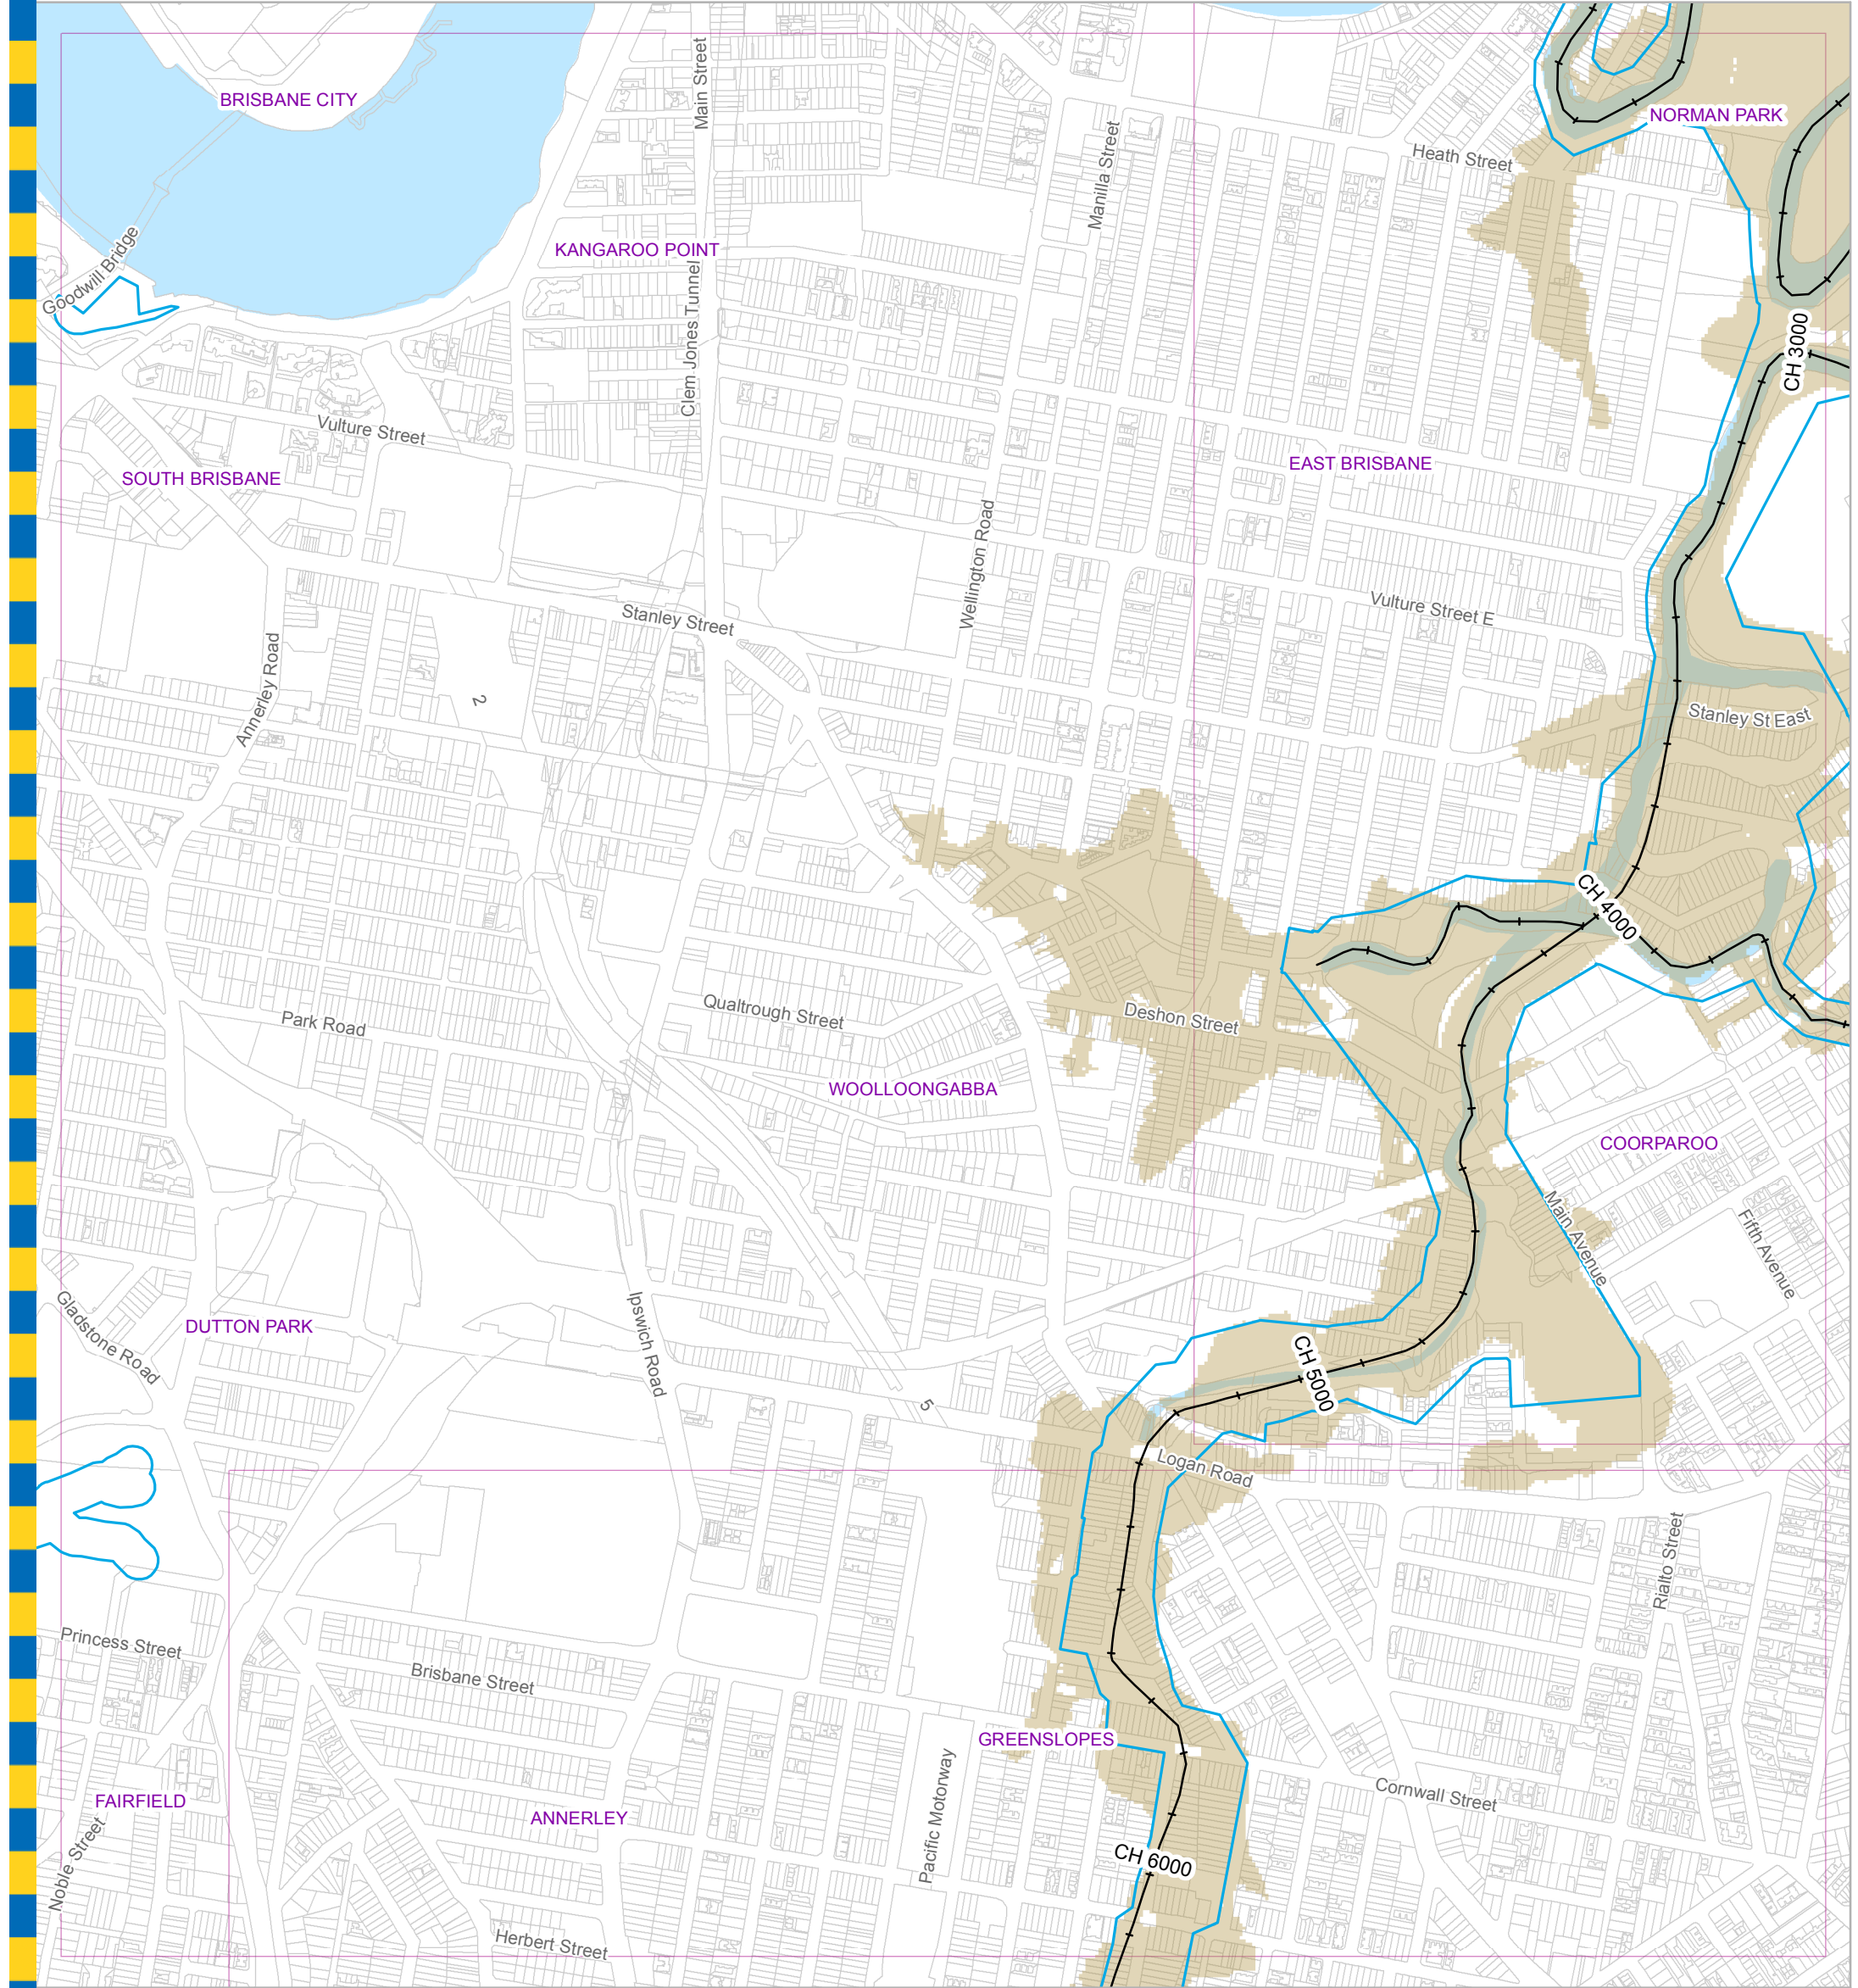 Main Street
BRISBANE CITY
NORMAN PARK
Heath Street
Manilla Street
KANGAROO POINT
Goodwill Bridge
Clem Jones Tunnel
CH 3000
Vulture Street
EAST BRISBANE
SOUTH BRISBANE
Wellington Road
Vulture Street E
Stanley Street
Annerley Road
2
Stanley St East
CH 4000
Qualtrough Street
Deshon Street
Park Road
WOOLLOONGABBA
COORPAROO
Main Avenue
Fifth Avenue
Gladstone Road
DUTTON PARK
Ipswich Road
CH 5000
5
Logan Road
Rialto Street
Princess Street
Brisbane Street
GREENSLOPES
Pacific Motorway
Cornwall Street
FAIRFIELD
ANNERLEY
Noble Street
CH 6000
Herbert Street